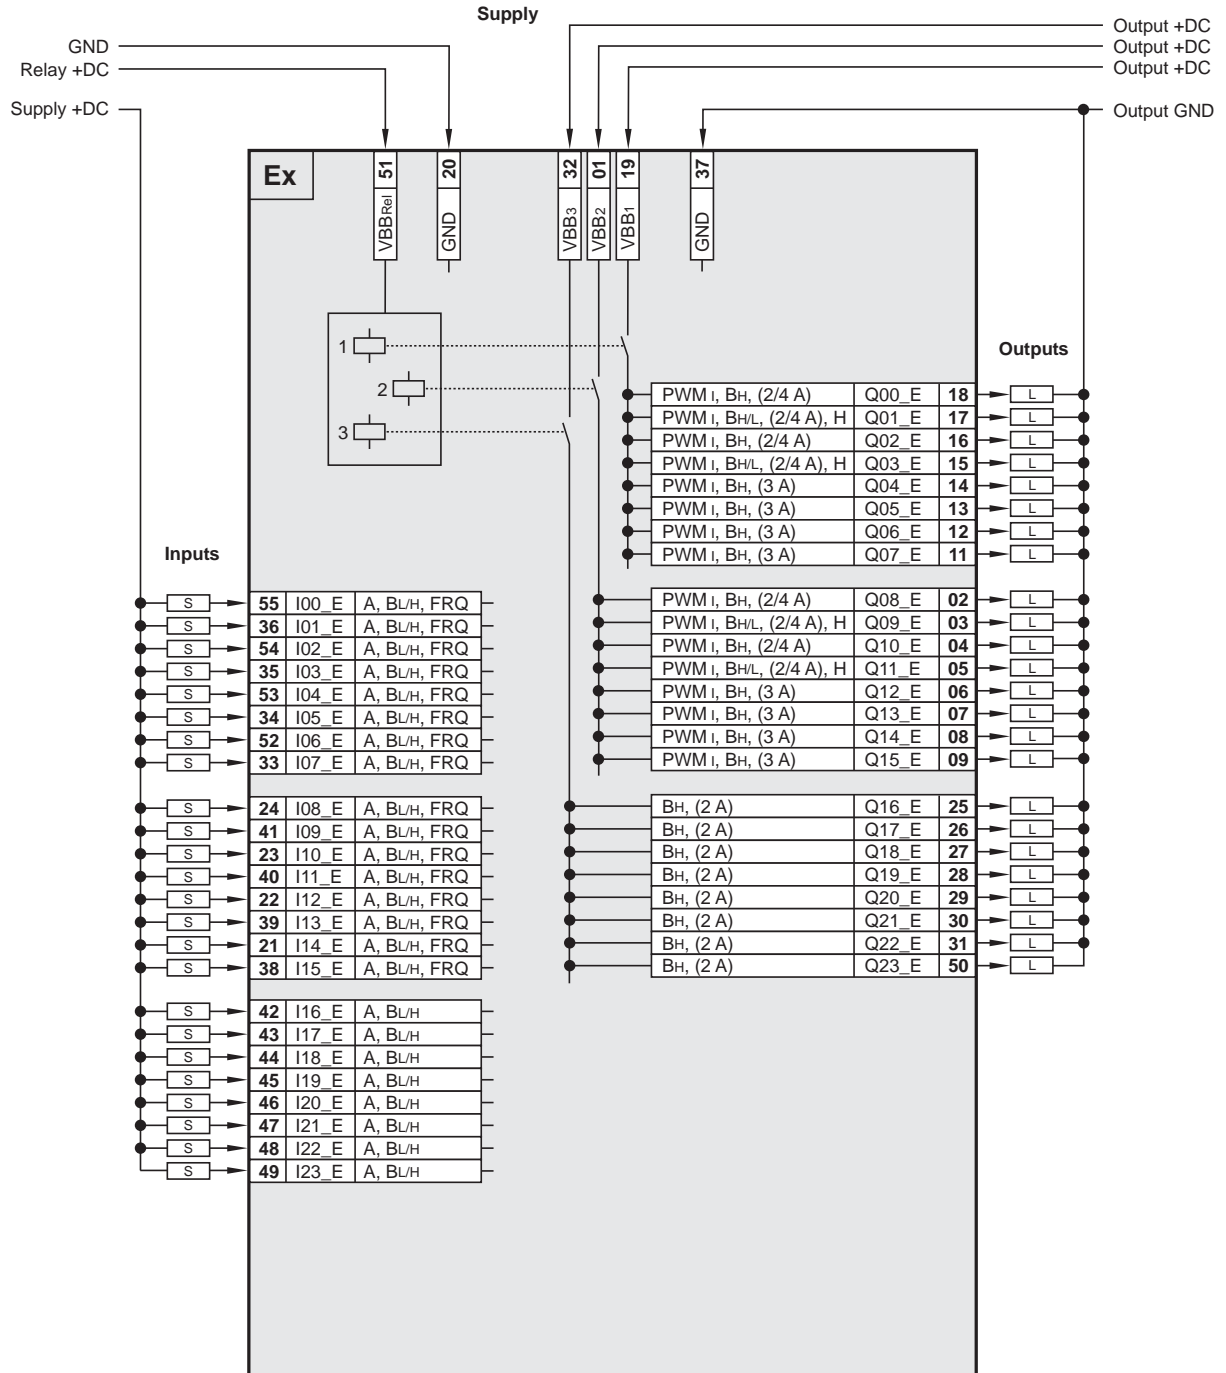 Supply
GND
Relay +DC
Supply +DC
Output +DC
Output +DC
Output +DC
Output GND
Ex
51 VBBRel
20 GND
32 VBB3
01 VBB2
19 VBB1
37 GND
1
2
3
Outputs
PWM I, BH, (2/4 A) Q00_E 18 L
PWM I, BH/L, (2/4 A), H Q01_E 17 L
PWM I, BH, (2/4 A) Q02_E 16 L
PWM I, BH/L, (2/4 A), H Q03_E 15 L
PWM I, BH, (3 A) Q04_E 14 L
PWM I, BH, (3 A) Q05_E 13 L
PWM I, BH, (3 A) Q06_E 12 L
PWM I, BH, (3 A) Q07_E 11 L
PWM I, BH, (2/4 A) Q08_E 02 L
PWM I, BH/L, (2/4 A), H Q09_E 03 L
PWM I, BH, (2/4 A) Q10_E 04 L
PWM I, BH/L, (2/4 A), H Q11_E 05 L
PWM I, BH, (3 A) Q12_E 06 L
PWM I, BH, (3 A) Q13_E 07 L
PWM I, BH, (3 A) Q14_E 08 L
PWM I, BH, (3 A) Q15_E 09 L
BH, (2 A) Q16_E 25 L
BH, (2 A) Q17_E 26 L
BH, (2 A) Q18_E 27 L
BH, (2 A) Q19_E 28 L
BH, (2 A) Q20_E 29 L
BH, (2 A) Q21_E 30 L
BH, (2 A) Q22_E 31 L
BH, (2 A) Q23_E 50 L
Inputs
S 55 I00_E A, BL/H, FRQ
S 36 I01_E A, BL/H, FRQ
S 54 I02_E A, BL/H, FRQ
S 35 I03_E A, BL/H, FRQ
S 53 I04_E A, BL/H, FRQ
S 34 I05_E A, BL/H, FRQ
S 52 I06_E A, BL/H, FRQ
S 33 I07_E A, BL/H, FRQ
S 24 I08_E A, BL/H, FRQ
S 41 I09_E A, BL/H, FRQ
S 23 I10_E A, BL/H, FRQ
S 40 I11_E A, BL/H, FRQ
S 22 I12_E A, BL/H, FRQ
S 39 I13_E A, BL/H, FRQ
S 21 I14_E A, BL/H, FRQ
S 38 I15_E A, BL/H, FRQ
S 42 I16_E A, BL/H
S 43 I17_E A, BL/H
S 44 I18_E A, BL/H
S 45 I19_E A, BL/H
S 46 I20_E A, BL/H
S 47 I21_E A, BL/H
S 48 I22_E A, BL/H
S 49 I23_E A, BL/H